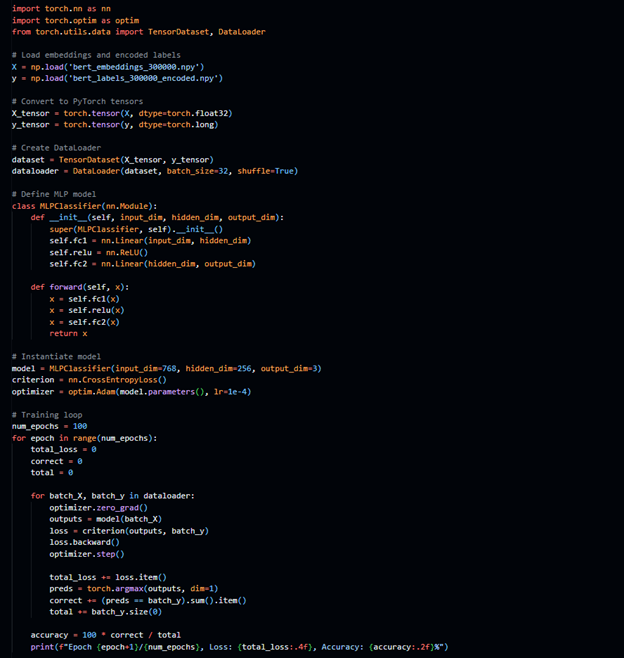 import torch.nn as nn
import torch.optim as optim
from torch.utils.data import TensorDataset, DataLoader

# Load embeddings and encoded labels
X = np.load('bert_embeddings_300000.npy')
y = np.load('bert_labels_300000_encoded.npy')

# Convert to PyTorch tensors
X_tensor = torch.tensor(X, dtype=torch.float32)
y_tensor = torch.tensor(y, dtype=torch.long)

# Create DataLoader
dataset = TensorDataset(X_tensor, y_tensor)
dataloader = DataLoader(dataset, batch_size=32, shuffle=True)

# Define MLP model
class MLPClassifier(nn.Module):
    def __init__(self, input_dim, hidden_dim, output_dim):
        super(MLPClassifier, self).__init__()
        self.fc1 = nn.Linear(input_dim, hidden_dim)
        self.relu = nn.ReLU()
        self.fc2 = nn.Linear(hidden_dim, output_dim)

    def forward(self, x):
        x = self.fc1(x)
        x = self.relu(x)
        x = self.fc2(x)
        return x

# Instantiate model
model = MLPClassifier(input_dim=768, hidden_dim=256, output_dim=3)
criterion = nn.CrossEntropyLoss()
optimizer = optim.Adam(model.parameters(), lr=1e-4)

# Training loop
num_epochs = 100
for epoch in range(num_epochs):
    total_loss = 0
    correct = 0
    total = 0

    for batch_X, batch_y in dataloader:
        optimizer.zero_grad()
        outputs = model(batch_X)
        loss = criterion(outputs, batch_y)
        loss.backward()
        optimizer.step()

        total_loss += loss.item()
        preds = torch.argmax(outputs, dim=1)
        correct += (preds == batch_y).sum().item()
        total += batch_y.size(0)

    accuracy = 100 * correct / total
    print(f"Epoch {epoch+1}/{num_epochs}, Loss: {total_loss:.4f}, Accuracy: {accuracy:.2f}%")